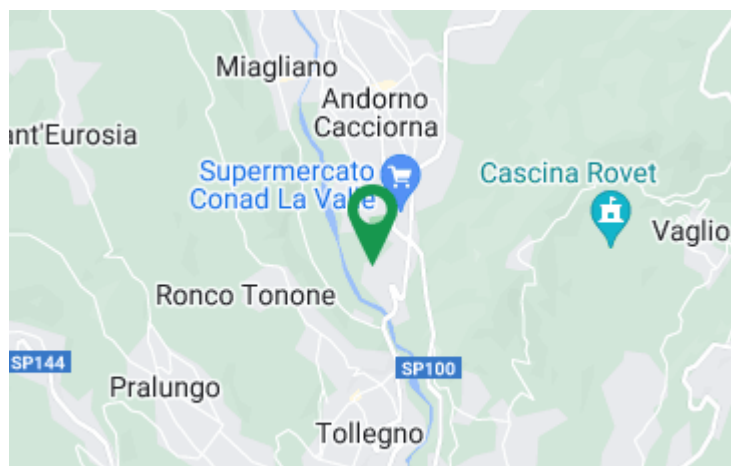 Miagliano
Andorno
Cacciorna
ant'Eurosia
Supermercato
Conad La Valle
Cascina Rovet
Vaglio
Ronco Tonone
SP144
SP100
Pralungo
Tollegno